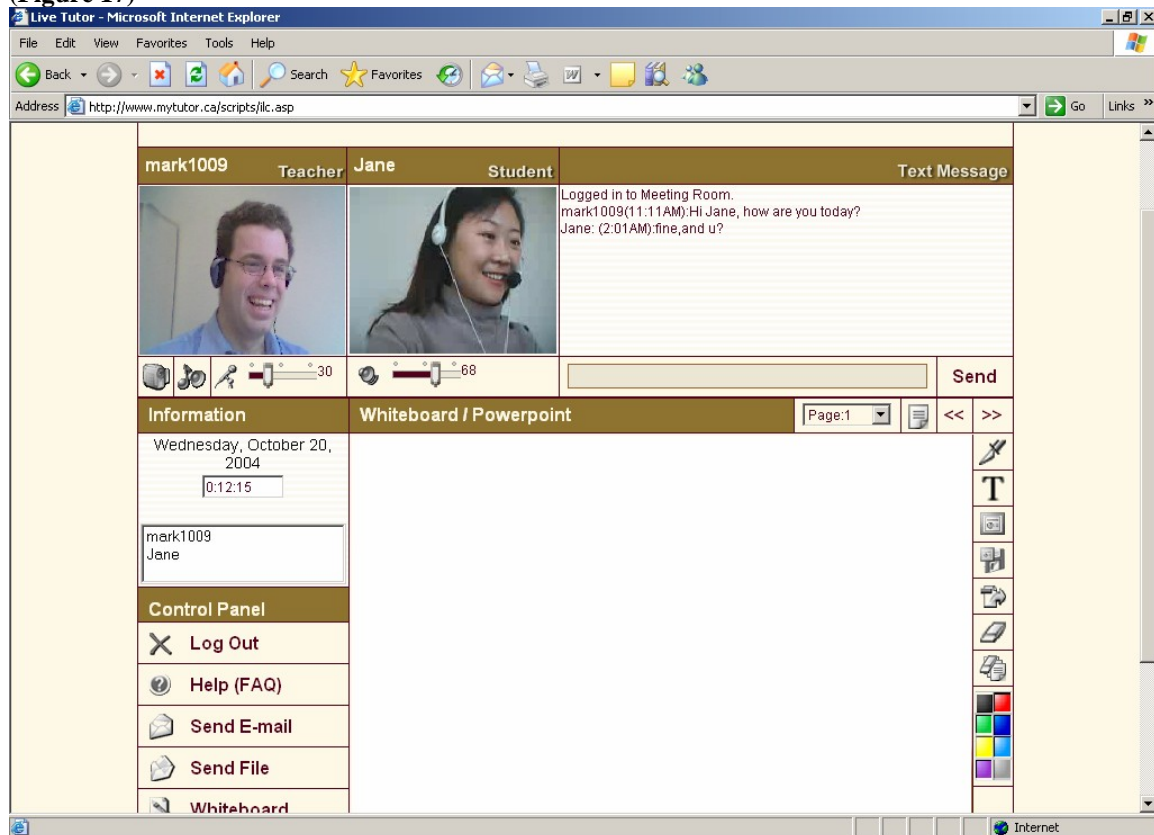 (Figure 17)
Live Tutor - Microsoft Internet Explorer
File Edit View Favorites Tools Help
Back Search Favorites
Address http://www.mytutor.ca/scripts/ilc.asp Go Links »
mark1009 Teacher Jane Student Text Message
Logged in to Meeting Room.
mark1009(11:11AM):Hi Jane, how are you today?
Jane: (2:01AM):fine,and u?
30 68 Send
Information Whiteboard / Powerpoint Page:1 << >>
Wednesday, October 20,
2004
0:12:15
T
mark1009
Jane
Control Panel
Log Out
Help (FAQ)
Send E-mail
Send File
Whiteboard
Internet